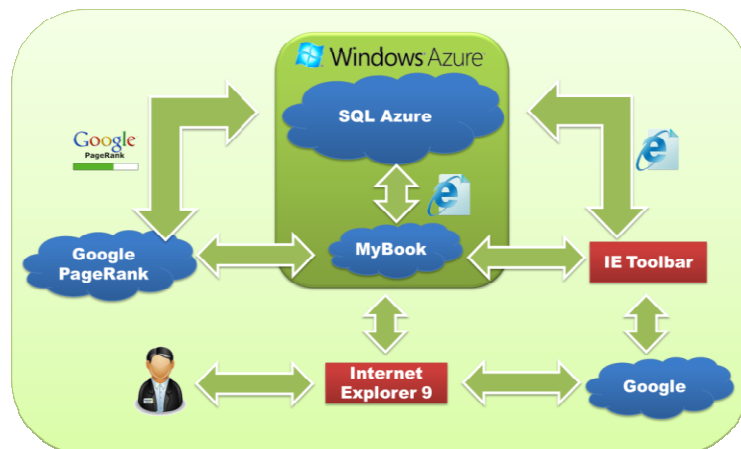 Windows Azure
SQL Azure
Google
PageRank
MyBook
Google
PageRank
IE Toolbar
Internet
Explorer 9
Google